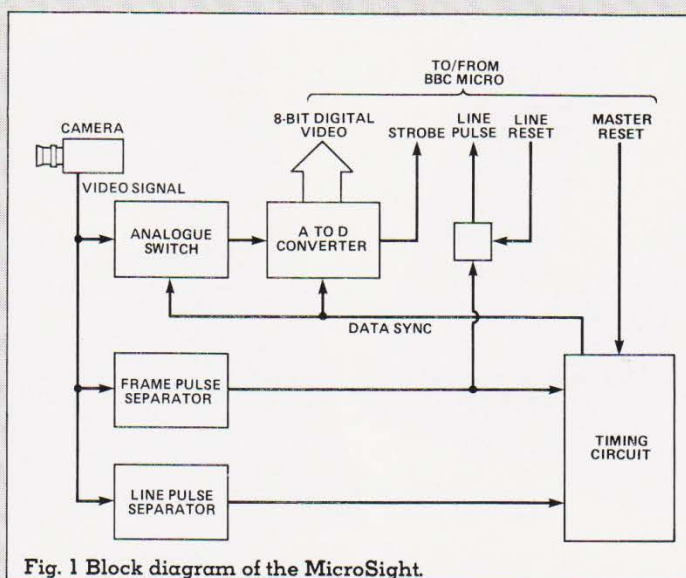 TO/FROM
BBC MICRO
8-BIT DIGITAL
VIDEO
STROBE
LINE
PULSE
LINE
RESET
MASTER
RESET
CAMERA
VIDEO SIGNAL
ANALOGUE
SWITCH
A TO D
CONVERTER
DATA SYNC
FRAME PULSE
SEPARATOR
TIMING
CIRCUIT
LINE PULSE
SEPARATOR
Fig. 1 Block diagram of the MicroSight.